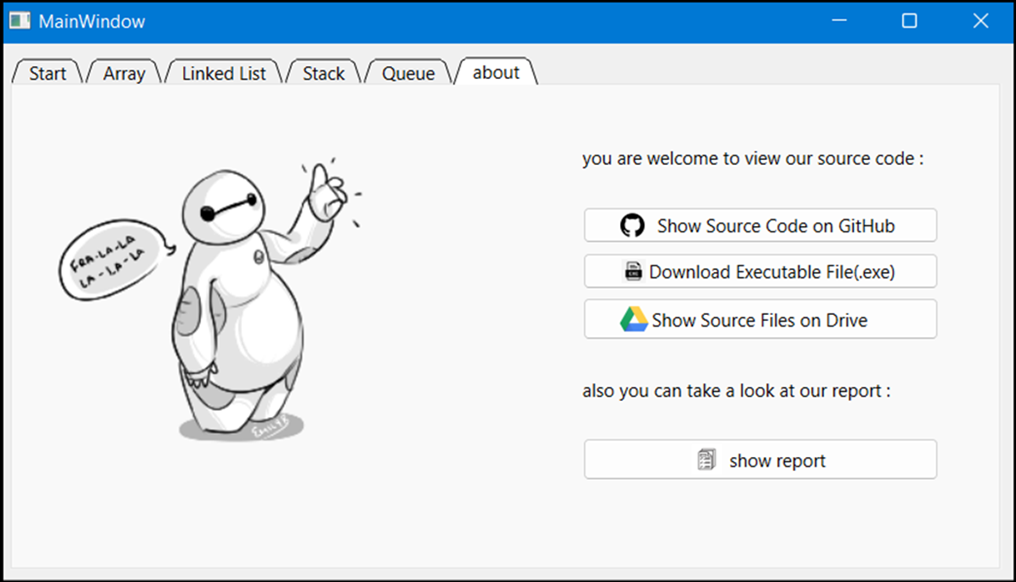 MainWindow
Start
Array
Linked List
Stack
Queue
about
you are welcome to view our source code :
FRA-LA-LA
LA-LA-LA
Show Source Code on GitHub
Download Executable File(.exe)
Show Source Files on Drive
also you can take a look at our report :
show report